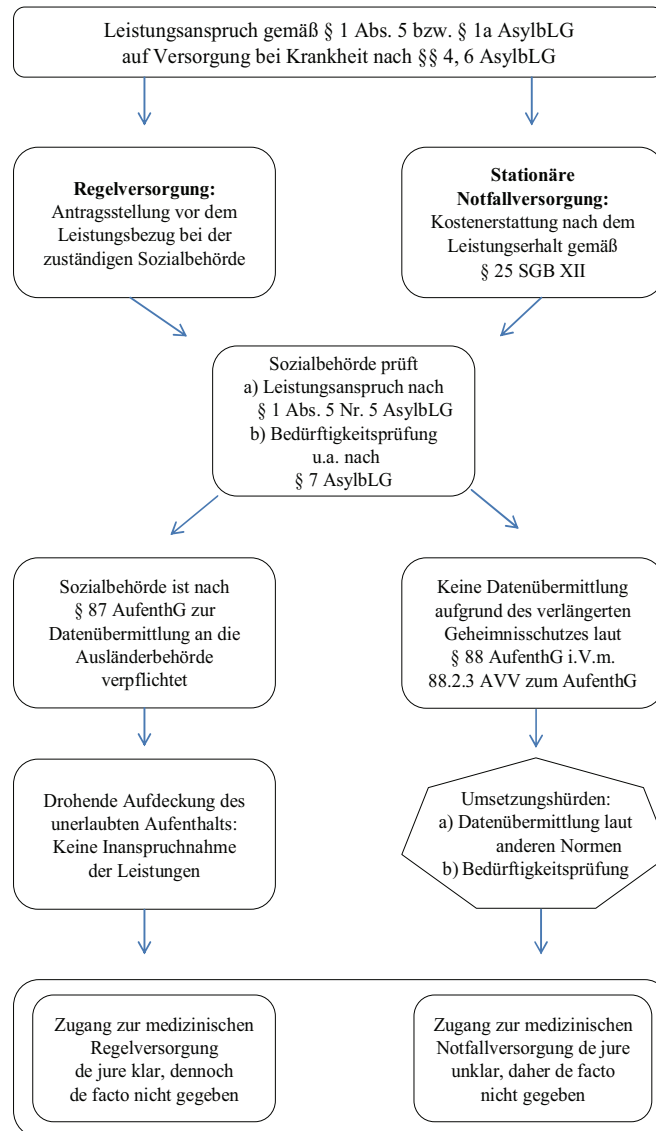 Leistungsanspruch gemäß § 1 Abs. 5 bzw. § 1a AsylbLG
auf Versorgung bei Krankheit nach §§ 4, 6 AsylbLG
Regelversorgung:
Antragsstellung vor dem
Leistungsbezug bei der
zuständigen Sozialbehörde
Stationäre
Notfallversorgung:
Kostenerstattung nach dem
Leistungserhalt gemäß
§ 25 SGB XII
Sozialbehörde prüft
a) Leistungsanspruch nach
§ 1 Abs. 5 Nr. 5 AsylbLG
b) Bedürftigkeitsprüfung
u.a. nach
§ 7 AsylbLG
Sozialbehörde ist nach
§ 87 AufenthG zur
Datenübermittlung an die
Ausländerbehörde
verpflichtet
Keine Datenübermittlung
aufgrund des verlängerten
Geheimnisschutzes laut
§ 88 AufenthG i.V.m.
88.2.3 AVV zum AufenthG
Drohende Aufdeckung des
unerlaubten Aufenthalts:
Keine Inanspruchnahme
der Leistungen
Umsetzungshürden:
a) Datenübermittlung laut
anderen Normen
b) Bedürftigkeitsprüfung
Zugang zur medizinischen
Regelversorgung
de jure klar, dennoch
de facto nicht gegeben
Zugang zur medizinischen
Notfallversorgung de jure
unklar, daher de facto
nicht gegeben